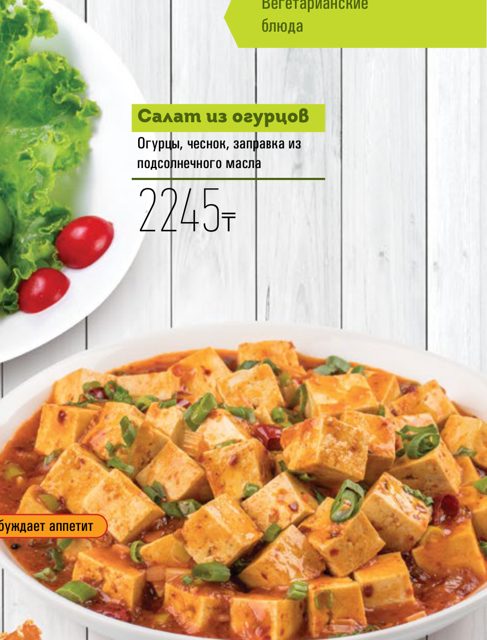 Вегетарианские
блюда
Салат из огурцов
Огурцы, чеснок, заправка из
подсолнечного масла
2245₸
буждает аппетит